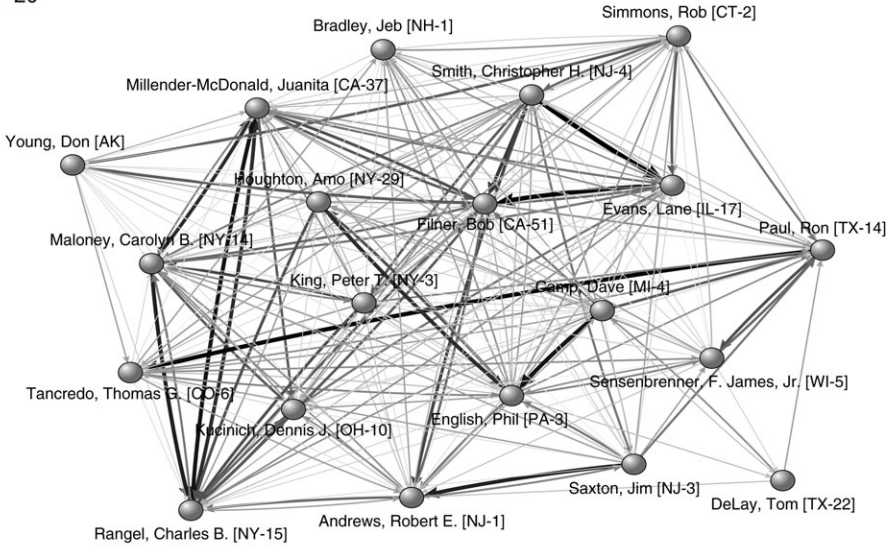 Simmons, Rob [CT-2]
Bradley, Jeb [NH-1]
Smith, Christopher H. [NJ-4]
Millender-McDonald, Juanita [CA-37]
Young, Don [AK]
Houghton, Amo [NY-29]
Evans, Lane [IL-17]
Filner, Bob [CA-51]
Paul, Ron [TX-14]
Maloney, Carolyn B. [NY-14]
King, Peter T. [NY-3]
Camp, Dave [MI-4]
Sensenbrenner, F. James, Jr. [WI-5]
Tancredo, Thomas G. [CO-6]
English, Phil [PA-3]
Kucinich, Dennis J. [OH-10]
Saxton, Jim [NJ-3]
DeLay, Tom [TX-22]
Andrews, Robert E. [NJ-1]
Rangel, Charles B. [NY-15]